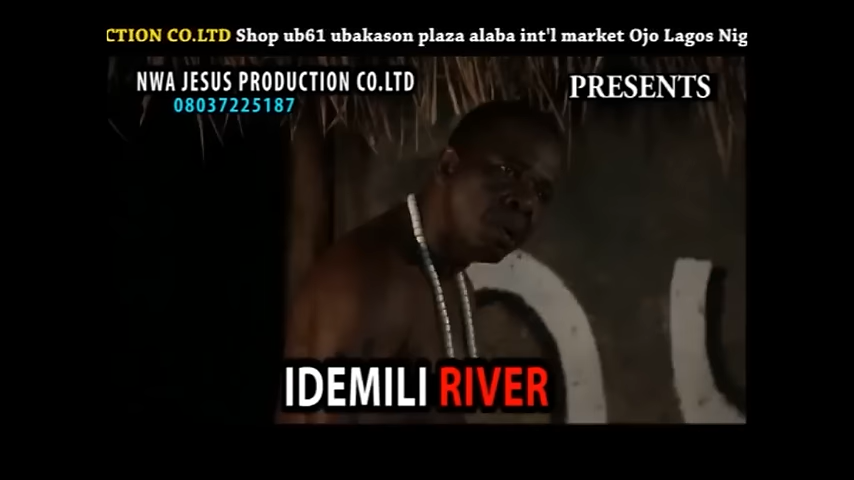 CTION CO.LTD Shop ub61 ubakason plaza alaba int'l market Ojo Lagos Nig
NWA JESUS PRODUCTION CO.LTD
08037225187
PRESENTS
IDEMILI RIVER